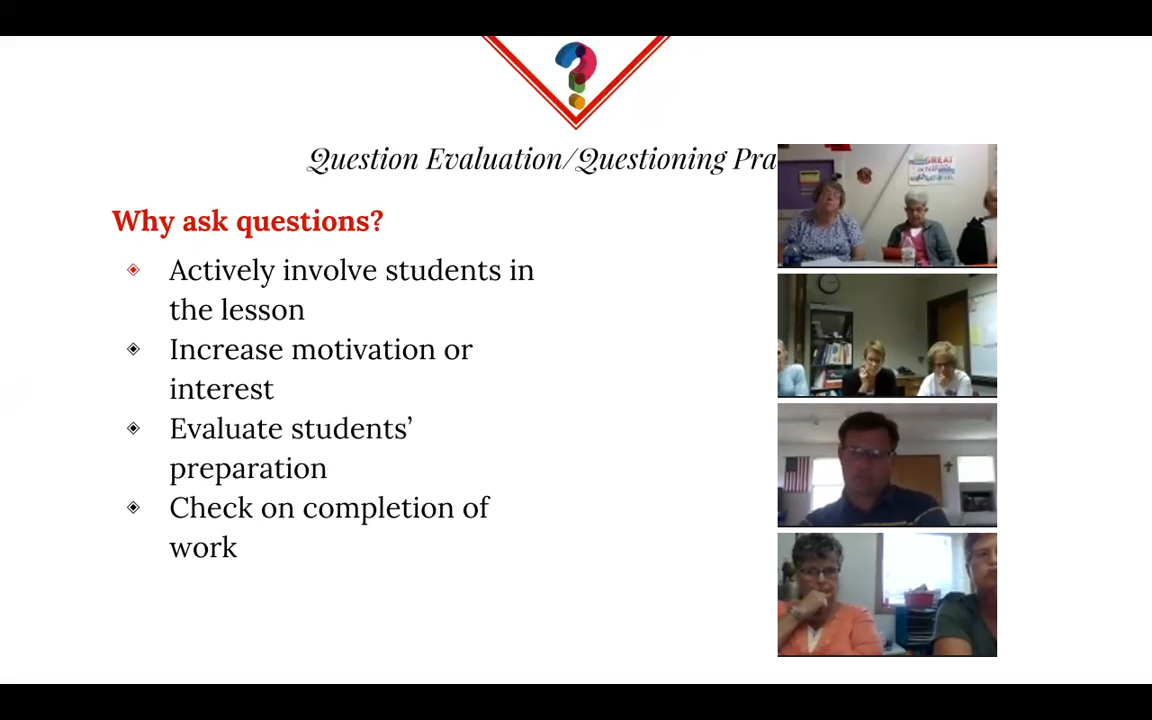 Question Evaluation/Questioning Pra
Why ask questions?
Actively involve students in
the lesson
Increase motivation or
interest
Evaluate students’
preparation
Check on completion of
work
GREAT